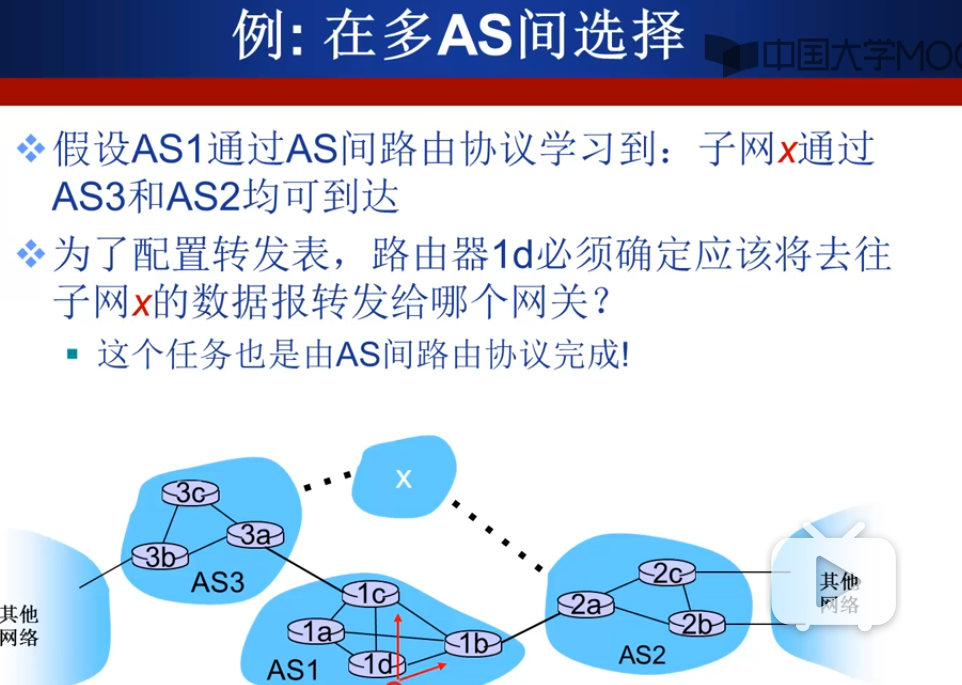 例: 在多AS间选择
中国大学MOO
假设AS1通过AS间路由协议学习到：子网x通过
AS3和AS2均可到达
为了配置转发表，路由器1d必须确定应该将去往
子网x的数据报转发给哪个网关？
这个任务也是由AS间路由协议完成!
x
3c
3a
3b
AS3
2c
2a
2b
AS2
1c
1a
1b
1d
AS1
其他
网络
其他
网络